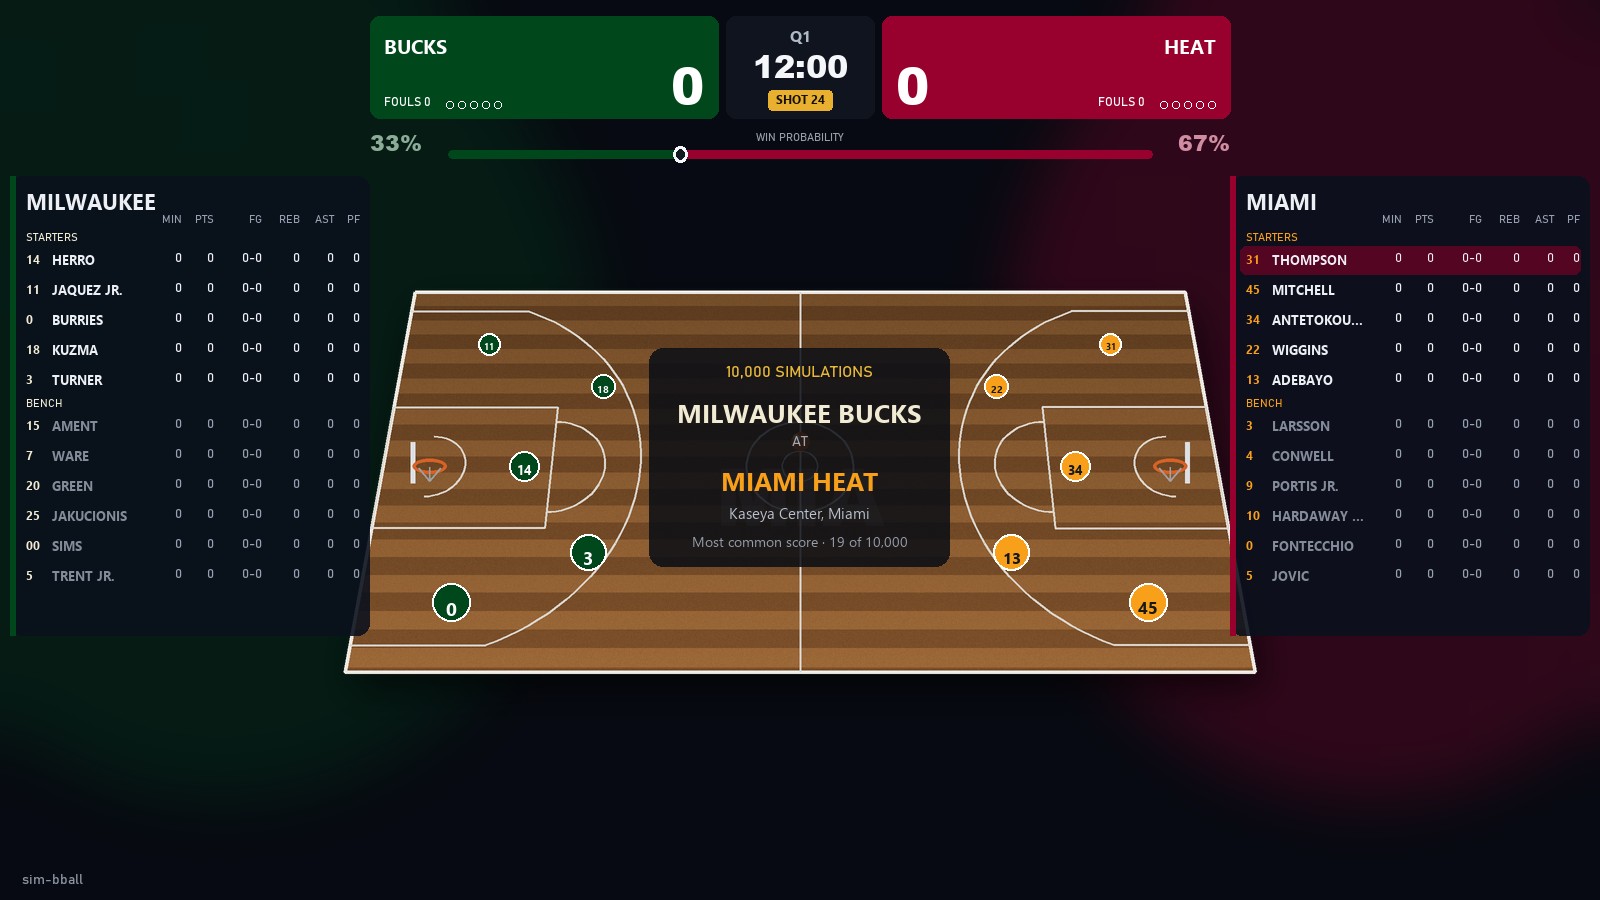 BUCKS
0
FOULS 0
Q1
12:00
SHOT 24
HEAT
0
FOULS 0
33%
WIN PROBABILITY
67%
MILWAUKEE
MIN PTS FG REB AST PF
STARTERS
14 HERRO 0 0 0-0 0 0 0
11 JAQUEZ JR. 0 0 0-0 0 0 0
0 BURRIES 0 0 0-0 0 0 0
18 KUZMA 0 0 0-0 0 0 0
3 TURNER 0 0 0-0 0 0 0
BENCH
15 AMENT 0 0 0-0 0 0 0
7 WARE 0 0 0-0 0 0 0
20 GREEN 0 0 0-0 0 0 0
25 JAKUCIONIS 0 0 0-0 0 0 0
00 SIMS 0 0 0-0 0 0 0
5 TRENT JR. 0 0 0-0 0 0 0
11
18
14
3
0
10,000 SIMULATIONS
MILWAUKEE BUCKS
AT
MIAMI HEAT
Kaseya Center, Miami
Most common score · 19 of 10,000
31
22
34
13
45
MIAMI
MIN PTS FG REB AST PF
STARTERS
31 THOMPSON 0 0 0-0 0 0 0
45 MITCHELL 0 0 0-0 0 0 0
34 ANTETOKOU... 0 0 0-0 0 0 0
22 WIGGINS 0 0 0-0 0 0 0
13 ADEBAYO 0 0 0-0 0 0 0
BENCH
3 LARSSON 0 0 0-0 0 0 0
4 CONWELL 0 0 0-0 0 0 0
9 PORTIS JR. 0 0 0-0 0 0 0
10 HARDAWAY ... 0 0 0-0 0 0 0
0 FONTECCHIO 0 0 0-0 0 0 0
5 JOVIC 0 0 0-0 0 0 0
sim-bball